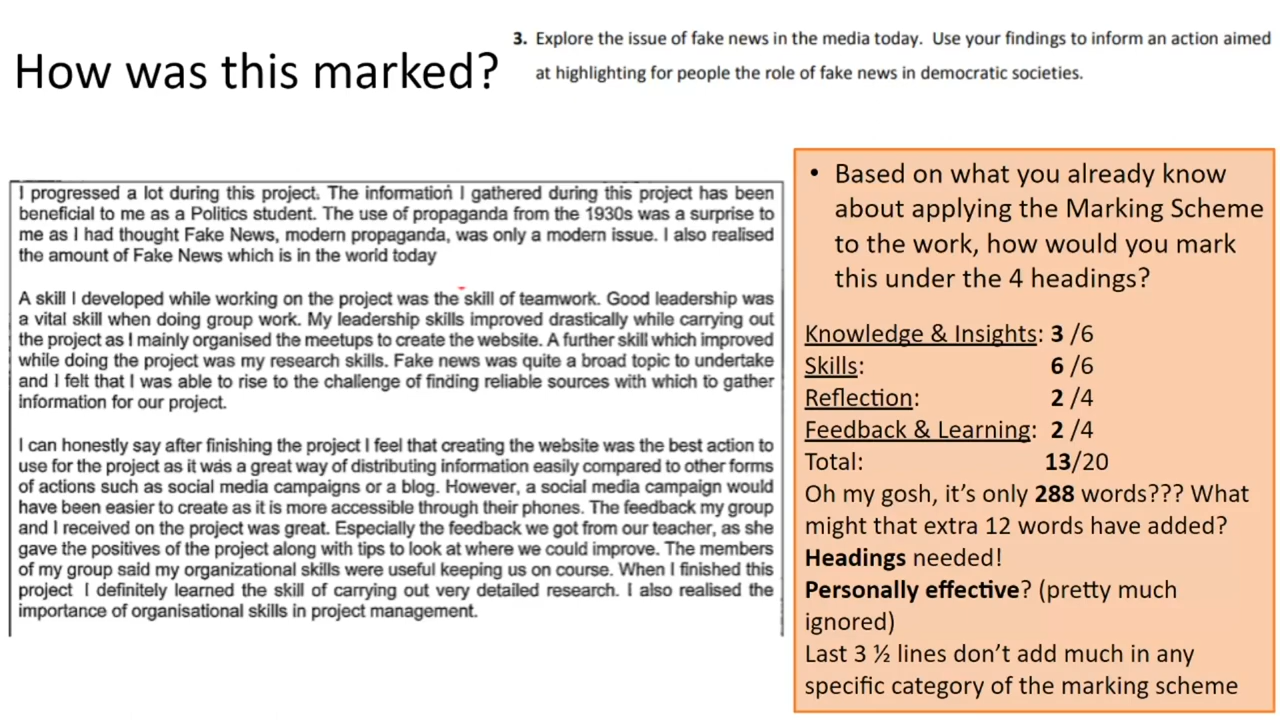 How was this marked?
3. Explore the issue of fake news in the media today. Use your findings to inform an action aimed
at highlighting for people the role of fake news in democratic societies.
I progressed a lot during this project. The information I gathered during this project has been
beneficial to me as a Politics student. The use of propaganda from the 1930s was a surprise to
me as I had thought Fake News, modern propaganda, was only a modern issue. I also realised
the amount of Fake News which is in the world today
A skill I developed while working on the project was the skill of teamwork. Good leadership was
a vital skill when doing group work. My leadership skills improved drastically while carrying out
the project as I mainly organised the meetups to create the website. A further skill which improved
while doing the project was my research skills. Fake news was quite a broad topic to undertake
and I felt that I was able to rise to the challenge of finding reliable sources with which to gather
information for our project.
I can honestly say after finishing the project I feel that creating the website was the best action to
use for the project as it was a great way of distributing information easily compared to other forms
of actions such as social media campaigns or a blog. However, a social media campaign would
have been easier to create as it is more accessible through their phones. The feedback my group
and I received on the project was great. Especially the feedback we got from our teacher, as she
gave the positives of the project along with tips to look at where we could improve. The members
of my group said my organizational skills were useful keeping us on course. When I finished this
project I definitely learned the skill of carrying out very detailed research. I also realised the
importance of organisational skills in project management.
• Based on what you already know
about applying the Marking Scheme
to the work, how would you mark
this under the 4 headings?
Knowledge & Insights: 3 /6
Skills: 6 /6
Reflection: 2 /4
Feedback & Learning: 2 /4
Total: 13/20
Oh my gosh, it's only 288 words??? What
might that extra 12 words have added?
Headings needed!
Personally effective? (pretty much
ignored)
Last 3 ½ lines don't add much in any
specific category of the marking scheme